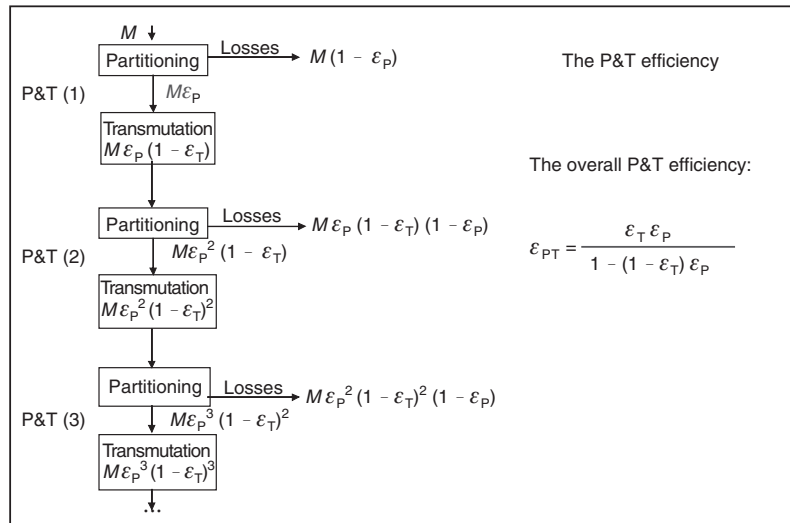 M
Partitioning
Losses
M (1 − εP)
The P&T efficiency
P&T (1)
MεP
Transmutation
M εP (1 − εT)
The overall P&T efficiency:
Partitioning
Losses
M εP (1 − εT) (1 − εP)
MεP² (1 − εT)
P&T (2)
εPT = εT εP / 1 − (1 − εT) εP
Transmutation
MεP² (1 − εT)²
Partitioning
Losses
M εP² (1 − εT)² (1 − εP)
P&T (3)
MεP³ (1 − εT)²
Transmutation
MεP³ (1 − εT)³
...